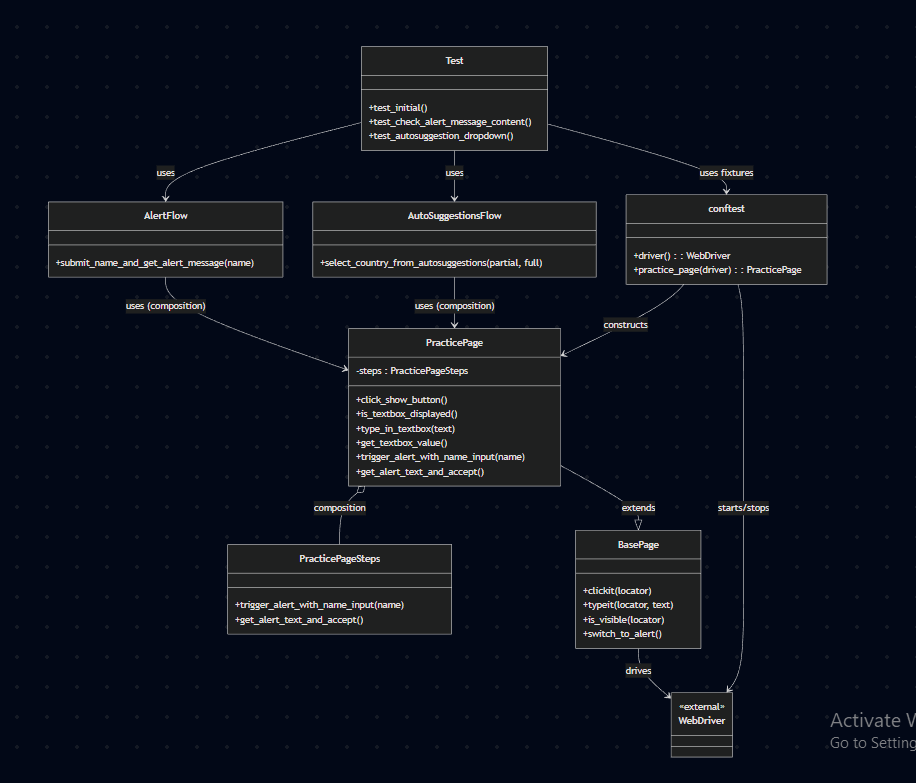 Test
+test_initial()
+test_check_alert_message_content()
+test_autosuggestion_dropdown()
uses
uses
uses fixtures
AlertFlow
+submit_name_and_get_alert_message(name)
AutoSuggestionsFlow
+select_country_from_autosuggestions(partial, full)
conftest
+driver() : : WebDriver
+practice_page(driver) : : PracticePage
uses (composition)
uses (composition)
constructs
PracticePage
-steps : PracticePageSteps
+click_show_button()
+is_textbox_displayed()
+type_in_textbox(text)
+get_textbox_value()
+trigger_alert_with_name_input(name)
+get_alert_text_and_accept()
composition
extends
starts/stops
PracticePageSteps
+trigger_alert_with_name_input(name)
+get_alert_text_and_accept()
BasePage
+clickit(locator)
+typeit(locator, text)
+is_visible(locator)
+switch_to_alert()
drives
«external»
WebDriver
Activate W
Go to Setting